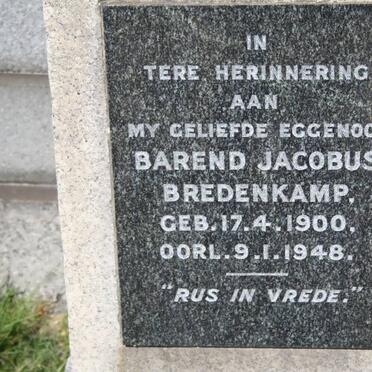 IN
TERE HERINNERING
AAN
MY GELIEFDE EGGENOO
BAREND JACOBUS
BREDENKAMP.
GEB. 17.4.1900.
OORL. 9.1.1948.
"RUS IN VREDE."